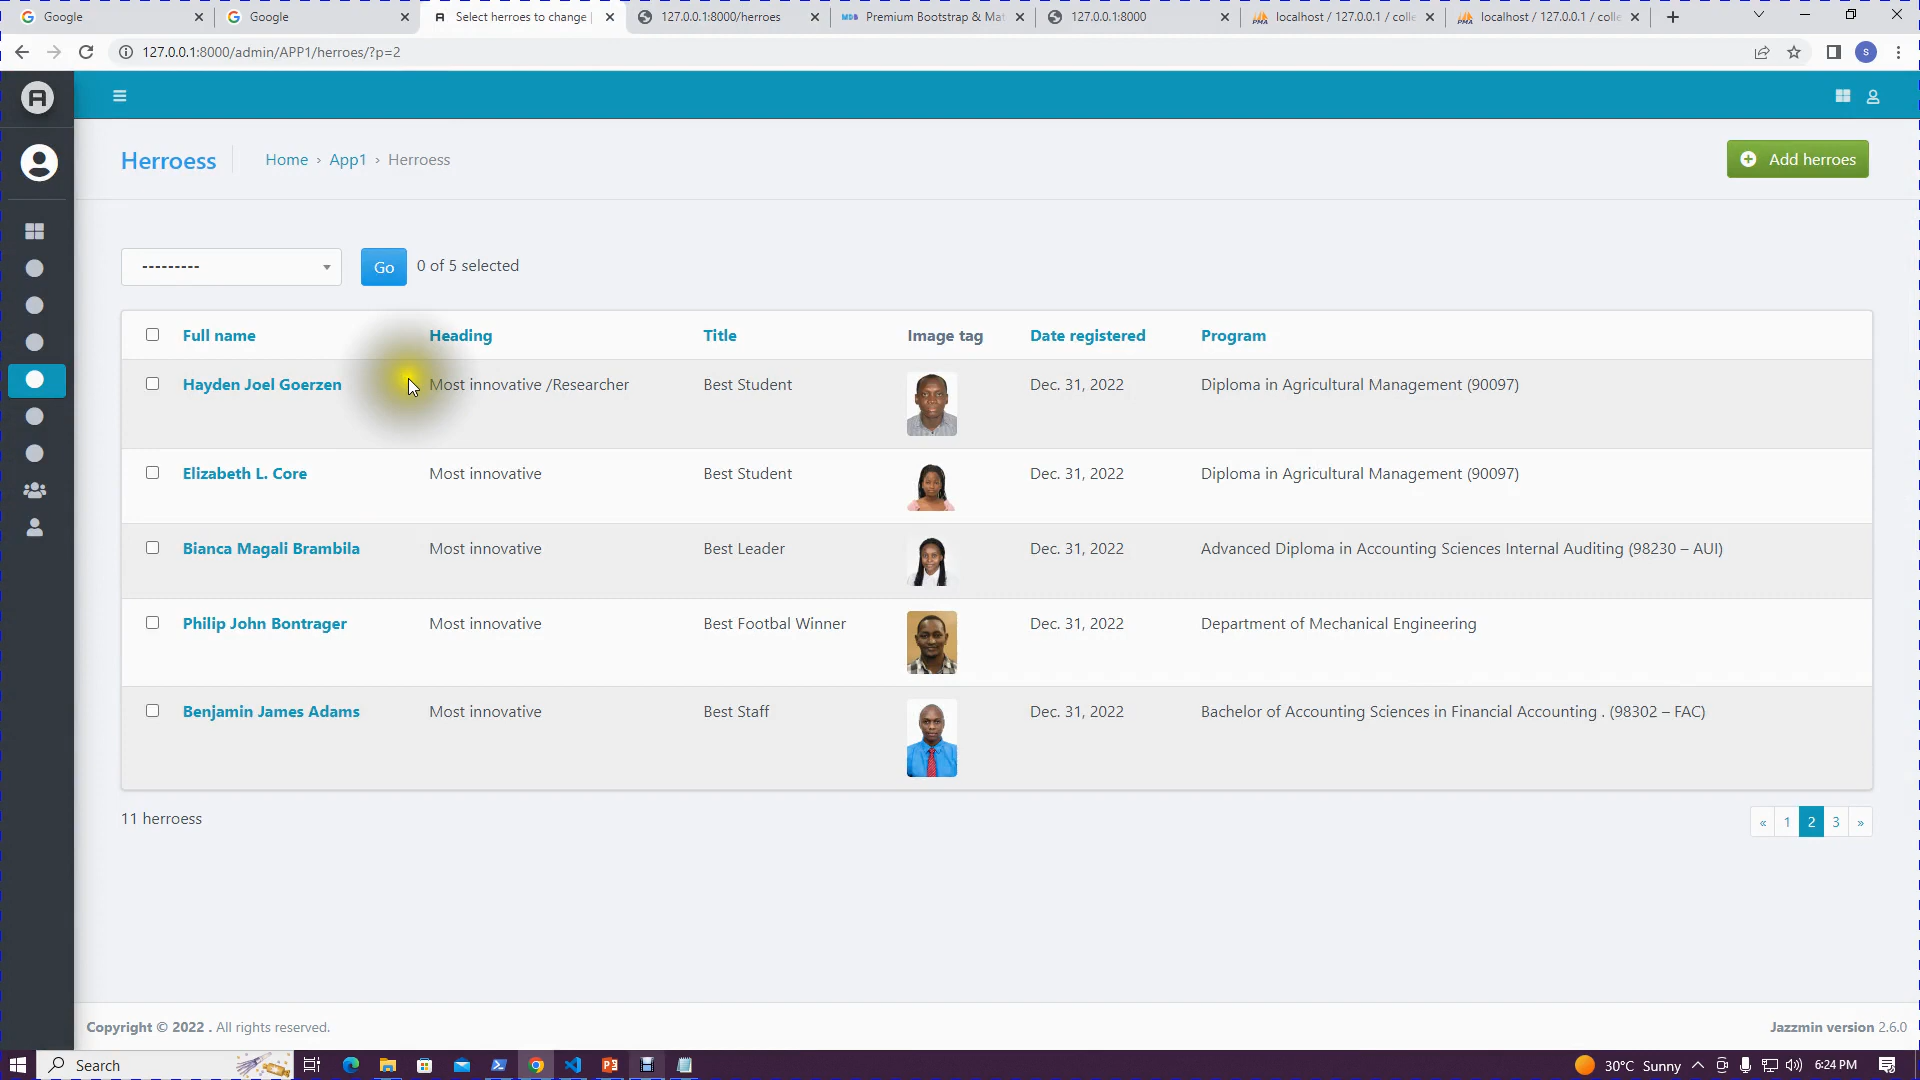 Google
Google
Select herroes to change
127.0.0.1:8000/herroes
MDB Premium Bootstrap & Mat
127.0.0.1:8000
PMA localhost / 127.0.0.1 / colle
PMA localhost / 127.0.0.1 / colle
127.0.0.1:8000/admin/APP1/herroes/?p=2
S
Herroess
Home › App1 › Herroess
Add herroes
---------
Go
0 of 5 selected
Full name Heading Title Image tag Date registered Program
Hayden Joel Goerzen Most innovative /Researcher Best Student Dec. 31, 2022 Diploma in Agricultural Management (90097)
Elizabeth L. Core Most innovative Best Student Dec. 31, 2022 Diploma in Agricultural Management (90097)
Bianca Magali Brambila Most innovative Best Leader Dec. 31, 2022 Advanced Diploma in Accounting Sciences Internal Auditing (98230 – AUI)
Philip John Bontrager Most innovative Best Footbal Winner Dec. 31, 2022 Department of Mechanical Engineering
Benjamin James Adams Most innovative Best Staff Dec. 31, 2022 Bachelor of Accounting Sciences in Financial Accounting . (98302 – FAC)
11 herroess
« 1 2 3 »
Copyright © 2022 . All rights reserved.
Jazzmin version 2.6.0
Search
30°C Sunny
6:24 PM